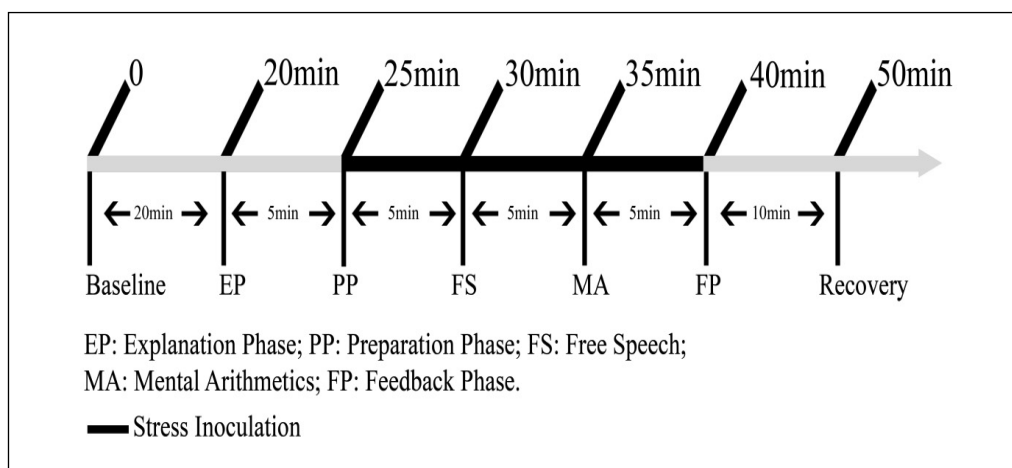 0 20min 25min 30min 35min 40min 50min
20min 5min 5min 5min 5min 10min
Baseline EP PP FS MA FP Recovery
EP: Explanation Phase; PP: Preparation Phase; FS: Free Speech;
MA: Mental Arithmetics; FP: Feedback Phase.
Stress Inoculation